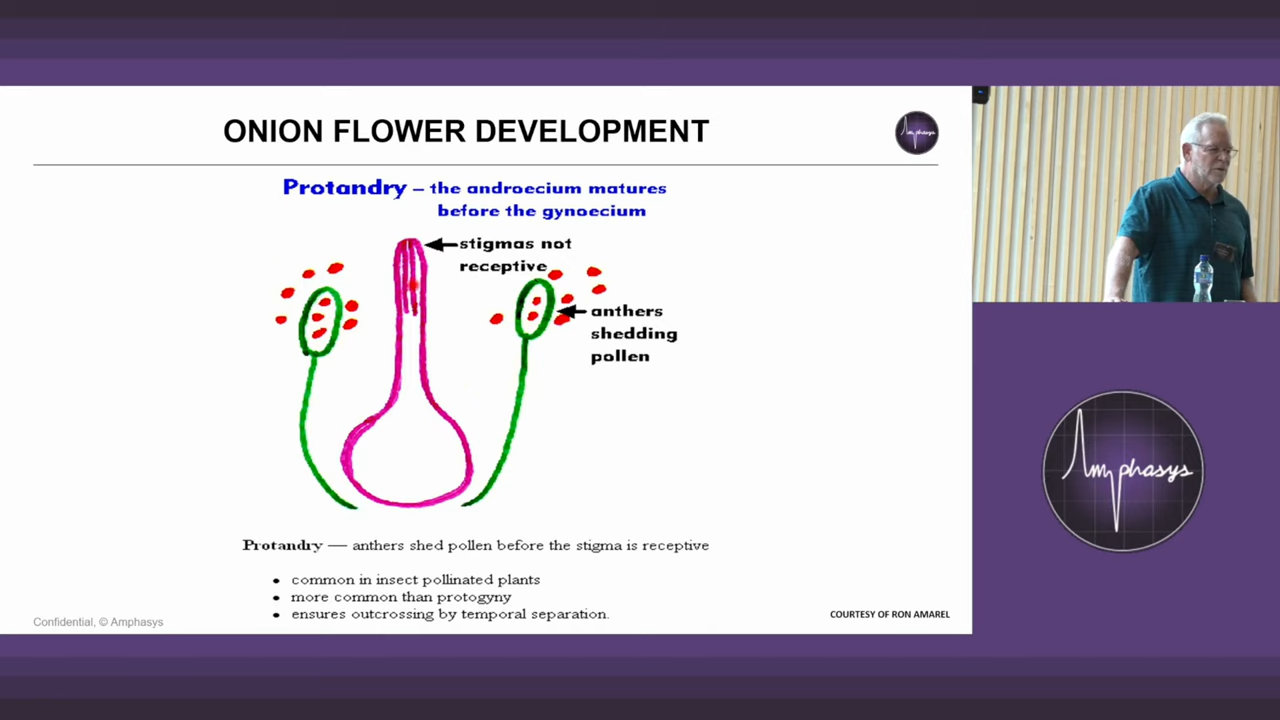 ONION FLOWER DEVELOPMENT
Amphasys
Protandry – the androecium matures
before the gynoecium
stigmas not
receptive
anthers
shedding
pollen
Amphasys
Protandry — anthers shed pollen before the stigma is receptive
• common in insect pollinated plants
• more common than protogyny
• ensures outcrossing by temporal separation.
Confidential, © Amphasys
COURTESY OF RON AMAREL